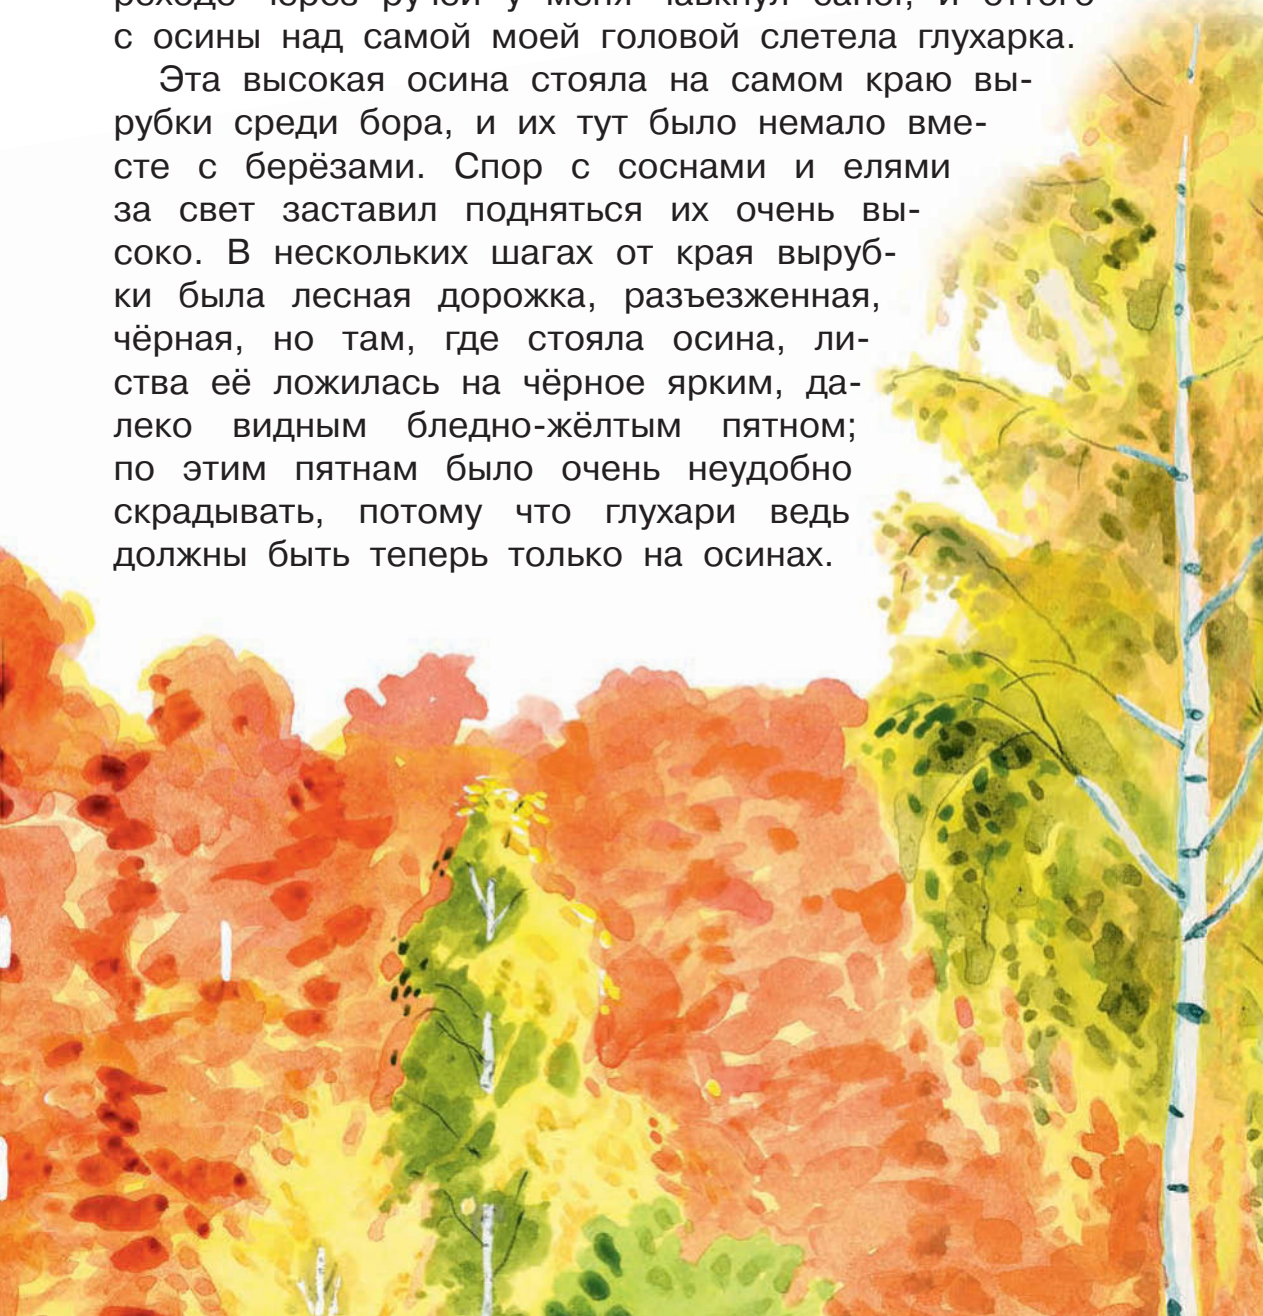 с осины над самой моей головой слетела глухарка.
Эта высокая осина стояла на самом краю вы-
рубки среди бора, и их тут было немало вме-
сте с берёзами. Спор с соснами и елями
за свет заставил подняться их очень вы-
соко. В нескольких шагах от края выруб-
ки была лесная дорожка, разъезженная,
чёрная, но там, где стояла осина, ли-
ства её ложилась на чёрное ярким, да-
леко видным бледно-жёлтым пятном;
по этим пятнам было очень неудобно
скрадывать, потому что глухари ведь
должны быть теперь только на осинах.